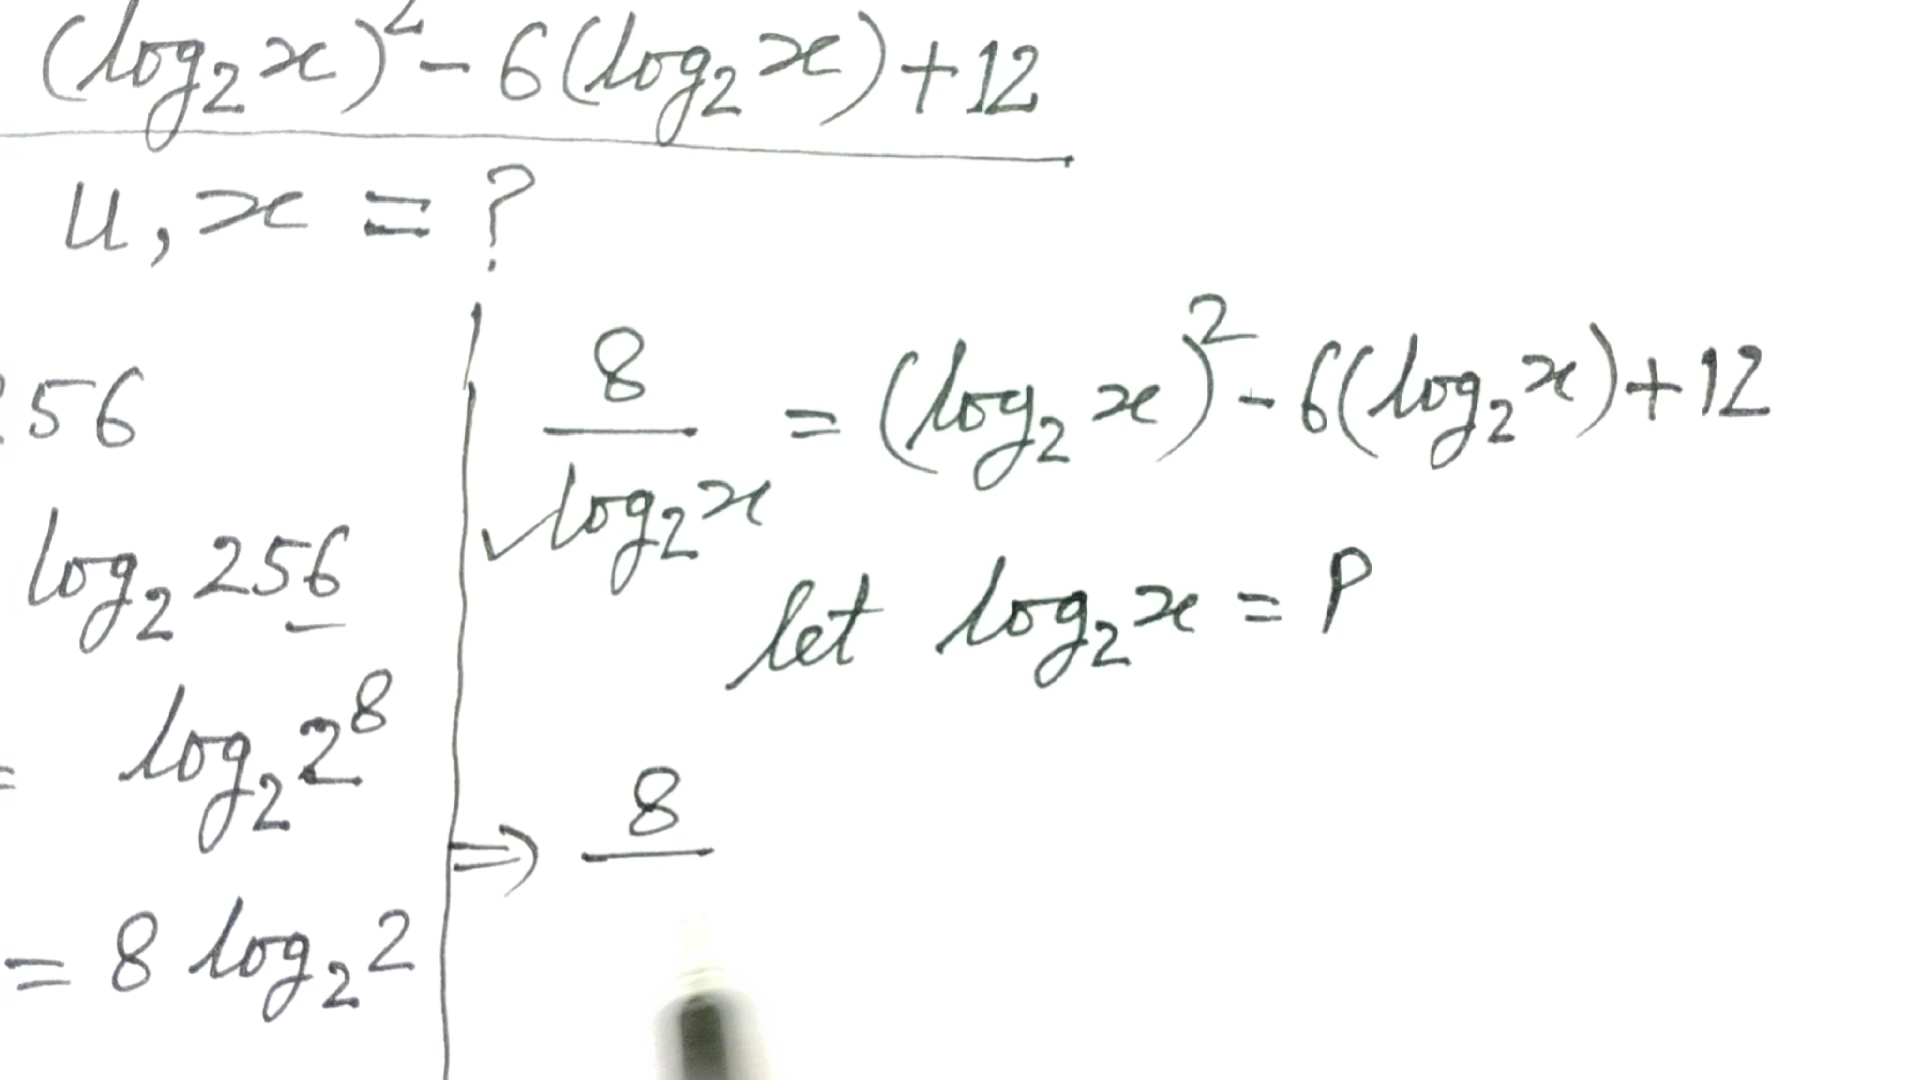 (log₂x)² - 6(log₂x) + 12
u, x = ?
56
log₂ 256
= log₂ 2⁸
= 8 log₂ 2
8 / log₂x = (log₂x)² - 6(log₂x) + 12
let log₂x = P
⇒ 8